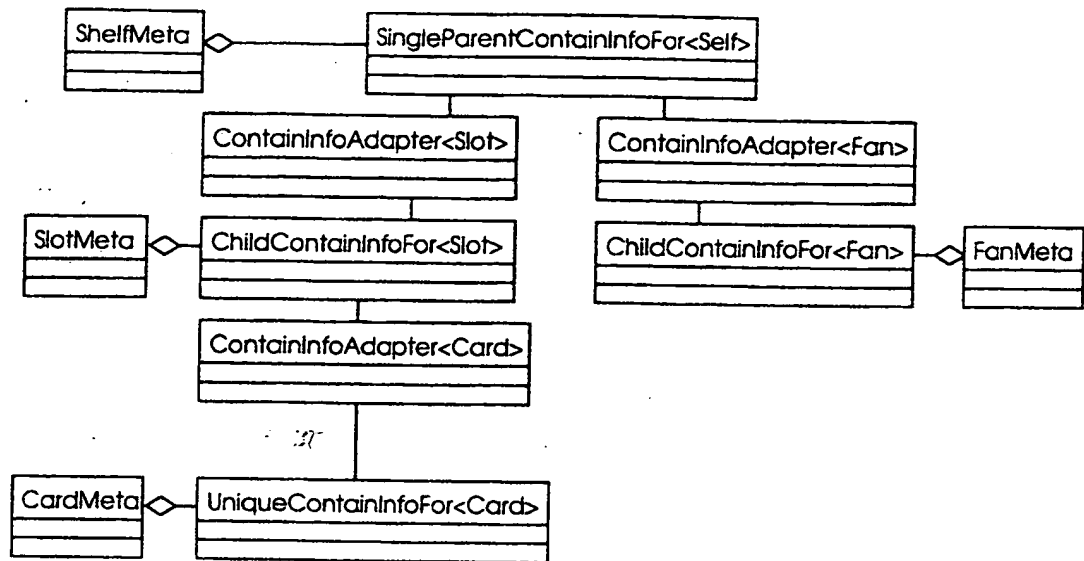 ShelfMeta
SingleParentContainInfoFor<Self>
ContainInfoAdapter<Slot>
ContainInfoAdapter<Fan>
SlotMeta
ChildContainInfoFor<Slot>
ChildContainInfoFor<Fan>
FanMeta
ContainInfoAdapter<Card>
CardMeta
UniqueContainInfoFor<Card>